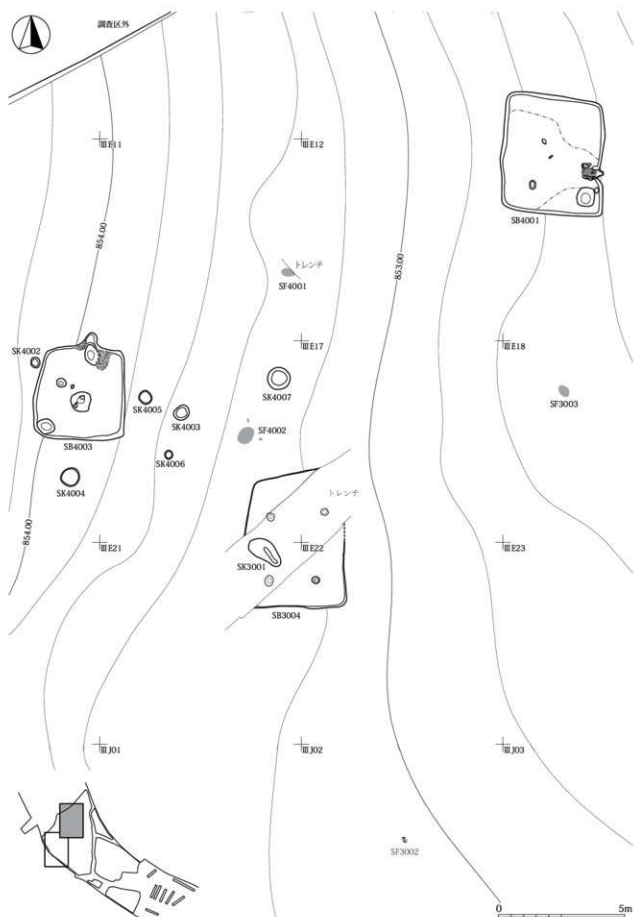 調査区外
ⅢE11
ⅢE12
SB4001
854.00
853.00
トレンチ
SF4001
ⅢE17
ⅢE18
SK4002
SK4007
SF3003
SK4005
SK4003
SB4003
SF4002
SK4006
SK4004
トレンチ
854.00
ⅢE21
SK3001
ⅢE22
ⅢE23
SB3004
ⅢJ01
ⅢJ02
ⅢJ03
SF3002
0 5m